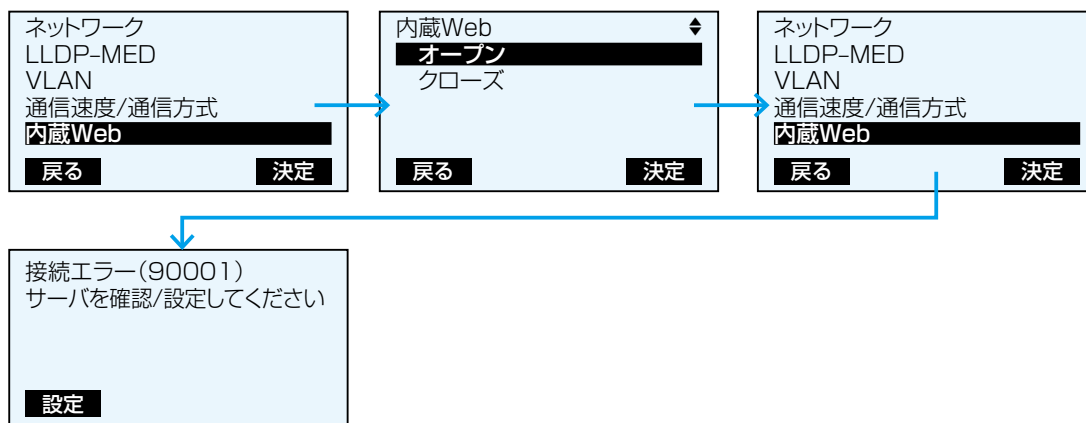 ネットワーク
LLDP-MED
VLAN
通信速度/通信方式
内蔵Web
戻る 決定
内蔵Web
オープン
クローズ
戻る 決定
ネットワーク
LLDP-MED
VLAN
通信速度/通信方式
内蔵Web
戻る 決定
接続エラー(90001)
サーバを確認/設定してください
設定